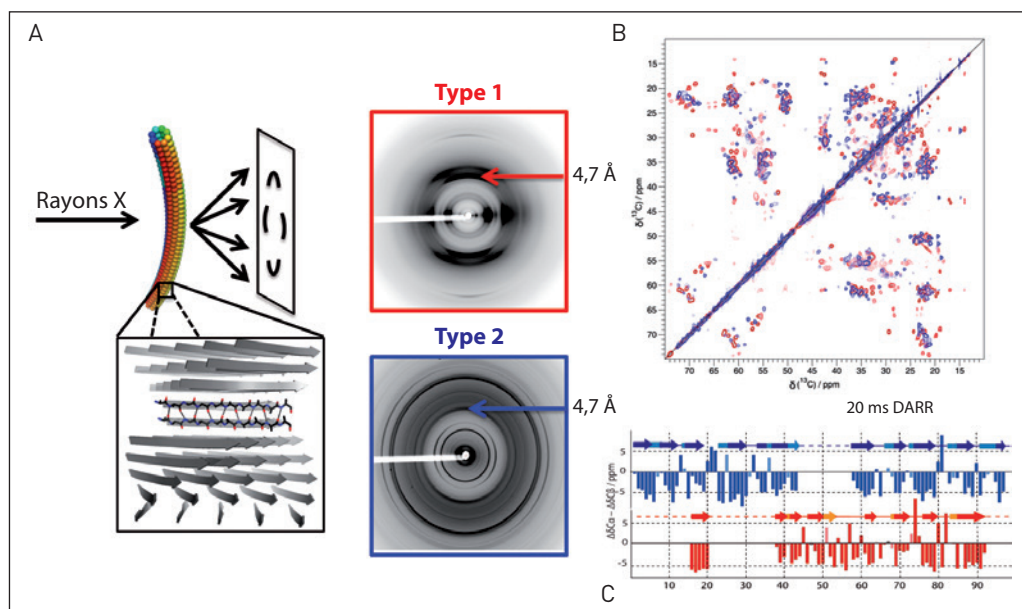 A
Rayons X
Type 1
4,7 Å
Type 2
4,7 Å
B
15
20
25
30
35
40
45
50
55
60
65
70
δ(¹³C) / ppm
70 65 60 55 50 45 40 35 30 25 20 15
δ (¹³C) / ppm
20 ms DARR
5
0
-5
5
0
-5
ΔδCα – ΔδCβ/ ppm
10 20 30 40 50 60 70 80 90
C